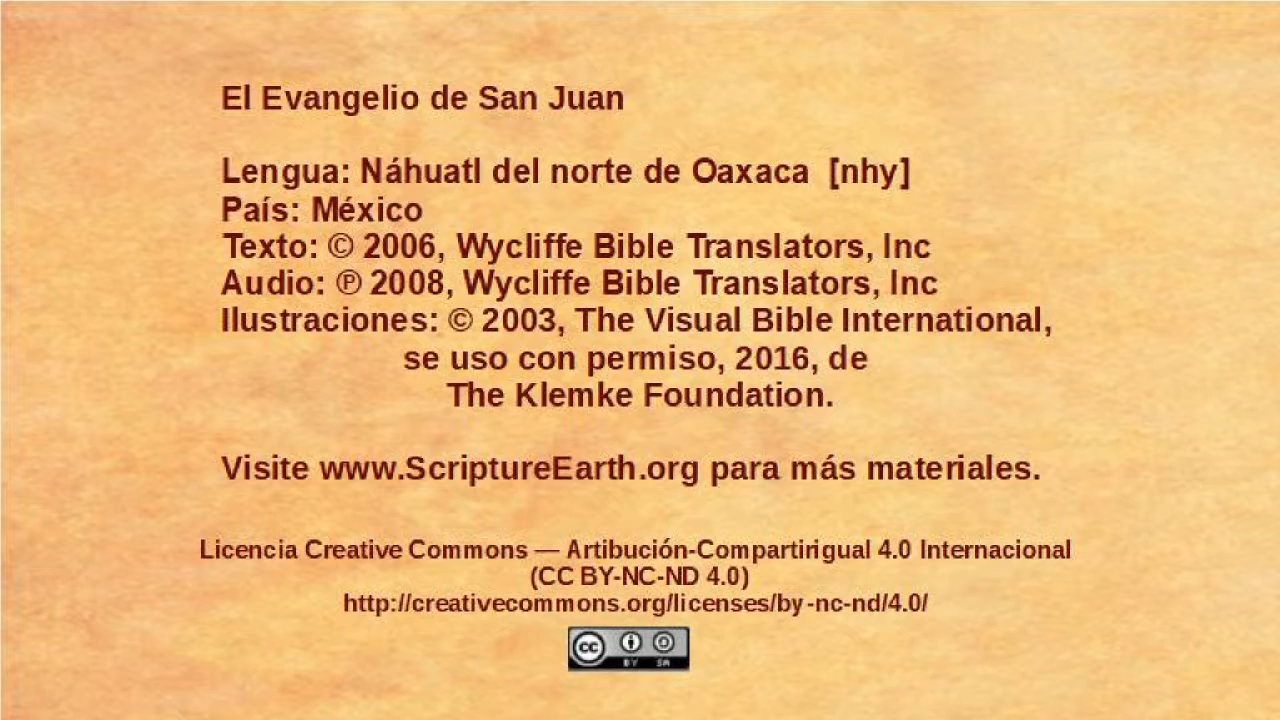 El Evangelio de San Juan
Lengua: Náhuatl del norte de Oaxaca [nhy]
País: México
Texto: © 2006, Wycliffe Bible Translators, Inc
Audio: ℗ 2008, Wycliffe Bible Translators, Inc
Ilustraciones: © 2003, The Visual Bible International,
se uso con permiso, 2016, de
The Klemke Foundation.
Visite www.ScriptureEarth.org para más materiales.
Licencia Creative Commons — Artibución-Compartirigual 4.0 Internacional
(CC BY-NC-ND 4.0)
http://creativecommons.org/licenses/by-nc-nd/4.0/
cc BY SA